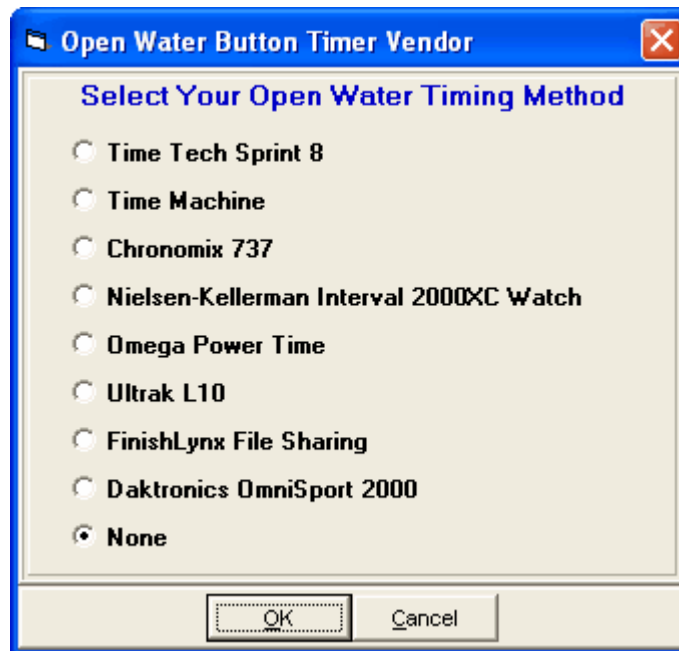 Open Water Button Timer Vendor
Select Your Open Water Timing Method
Time Tech Sprint 8
Time Machine
Chronomix 737
Nielsen-Kellerman Interval 2000XC Watch
Omega Power Time
Ultrak L10
FinishLynx File Sharing
Daktronics OmniSport 2000
None
OK Cancel